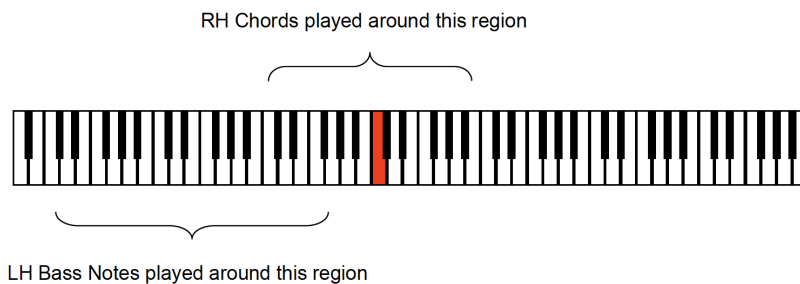 RH Chords played around this region
LH Bass Notes played around this region